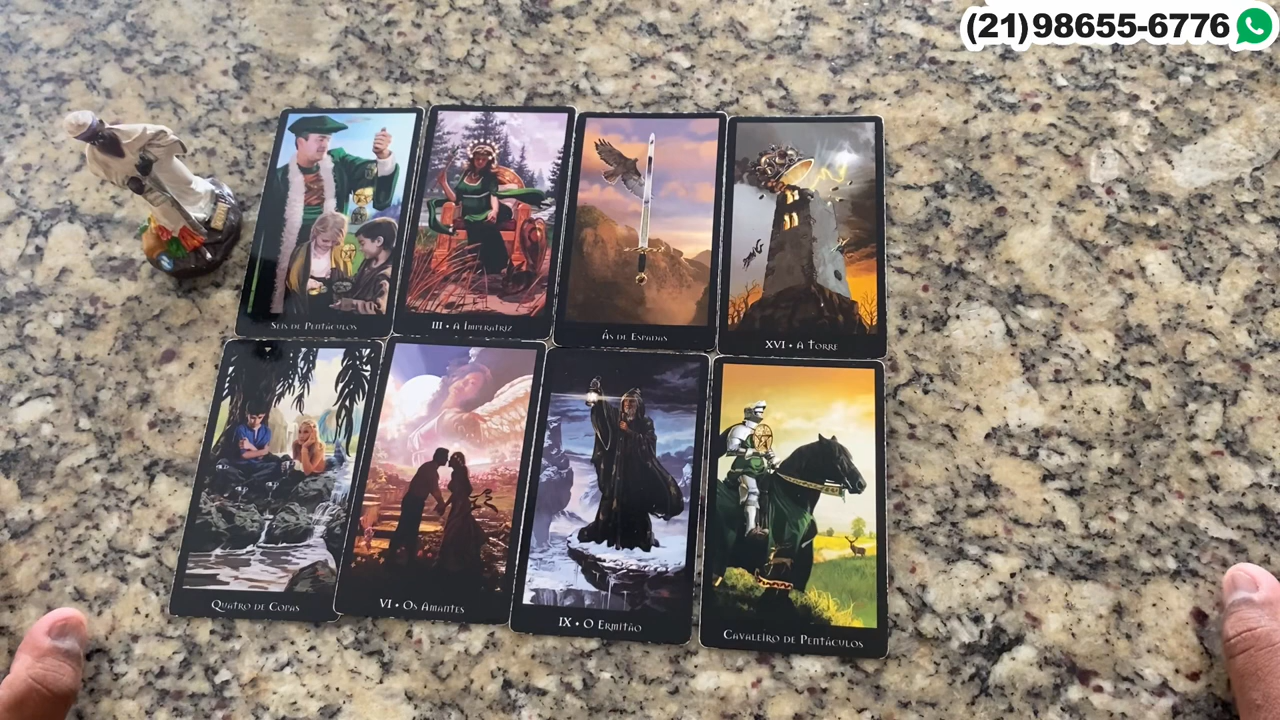 (21)98655-6776
Seis de Pentáculos
III • A Imperatriz
Ás de Espadas
XVI • A Torre
Quatro de Copas
VI • Os Amantes
IX • O Ermitão
Cavaleiro de Pentáculos